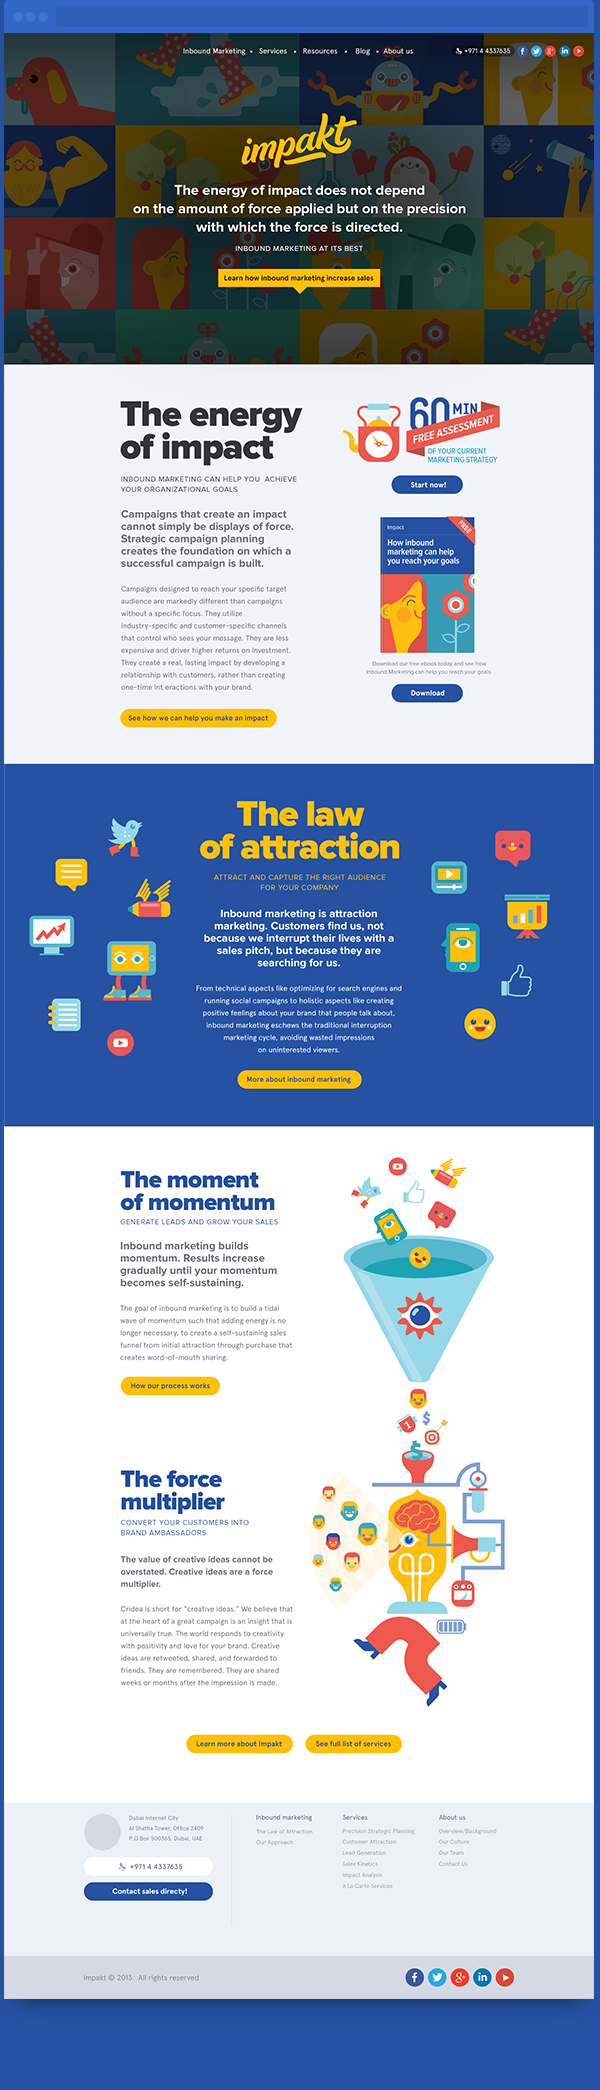 Inbound Marketing • Services • Resources • Blog • About us
+971 4 4337635
impakt
The energy of impact does not depend
on the amount of force applied but on the precision
with which the force is directed.
INBOUND MARKETING AT ITS BEST
Learn how inbound marketing increase sales
The energy
of impact
INBOUND MARKETING CAN HELP YOU ACHIEVE
YOUR ORGANIZATIONAL GOALS
Campaigns that create an impact
cannot simply be displays of force.
Strategic campaign planning
creates the foundation on which a
successful campaign is built.
Campaigns designed to reach your specific target
audience are markedly different than campaigns
without a specific focus. They utilize
industry-specific and customer-specific channels
that control who sees your message. They are less
expensive and driver higher returns on investment.
They create a real, lasting impact by developing a
relationship with customers, rather than creating
one-time int eractions with your brand.
See how we can help you make an impact
60 MIN
FREE ASSESSMENT
OF YOUR CURRENT
MARKETING STRATEGY
Start now!
Impact
FREE
How inbound
marketing can help
you reach your goals
Download our free ebook today and see how
Inbound Marketing can help you reach your goals.
Download
The law
of attraction
ATTRACT AND CAPTURE THE RIGHT AUDIENCE
FOR YOUR COMPANY
Inbound marketing is attraction
marketing. Customers find us, not
because we interrupt their lives with a
sales pitch, but because they are
searching for us.
From technical aspects like optimizing for search engines and
running social campaigns to holistic aspects like creating
positive feelings about your brand that people talk about,
inbound marketing eschews the traditional interruption
marketing cycle, avoiding wasted impressions
on uninterested viewers.
More about inbound marketing
The moment
of momentum
GENERATE LEADS AND GROW YOUR SALES
Inbound marketing builds
momentum. Results increase
gradually until your momentum
becomes self-sustaining.
The goal of inbound marketing is to build a tidal
wave of momentum such that adding energy is no
longer necessary, to create a self-sustaining sales
funnel from initial attraction through purchase that
creates word-of-mouth sharing.
How our process works
1
$
$
The force
multiplier
CONVERT YOUR CUSTOMERS INTO
BRAND AMBASSADORS
The value of creative ideas cannot be
overstated. Creative ideas are a force
multiplier.
Cridea is short for "creative ideas." We believe that
at the heart of a great campaign is an insight that is
universally true. The world responds to creativity
with positivity and love for your brand. Creative
ideas are retweeted, shared, and forwarded to
friends. They are remembered. They are shared
weeks or months after the impression is made.
Learn more about Impakt
See full list of services
Dubai Internet City
Al Shatha Tower, Office 2409
P.O.Box 500365, Dubai, UAE
+971 4 4337635
Contact sales directy!
Inbound marketing
The Law of Attraction
Our Approach
Services
Precision Strategic Planning
Customer Attraction
Lead Generation
Sales Kinetics
Impact Analysis
A La Carte Services
About us
Overview/Background
Our Culture
Our Team
Contact Us
Impakt © 2013 All rights reserved